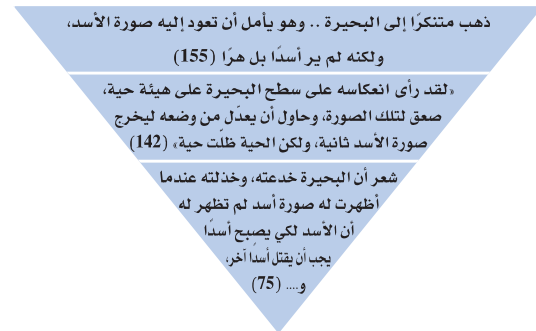 ذهب متنكرًا إلى البحيرة .. وهو يأمل أن تعود إليه صورة الأسد،
ولكنه لم ير أسدًا بل هرًا (155)
«لقد رأى انعكاسه على سطح البحيرة على هيئة حية،
صعق لتلك الصورة، وحاول أن يعدّل من وضعه ليخرج
صورة الأسد ثانية، ولكن الحية ظلّت حية» (142)
شعر أن البحيرة خدعته، وخذلته عندما
أظهرت له صورة أسد لم تظهر له
أن الأسد لكي يصبح أسدًا
يجب أن يقتل أسدًا آخر،
و.... (75)